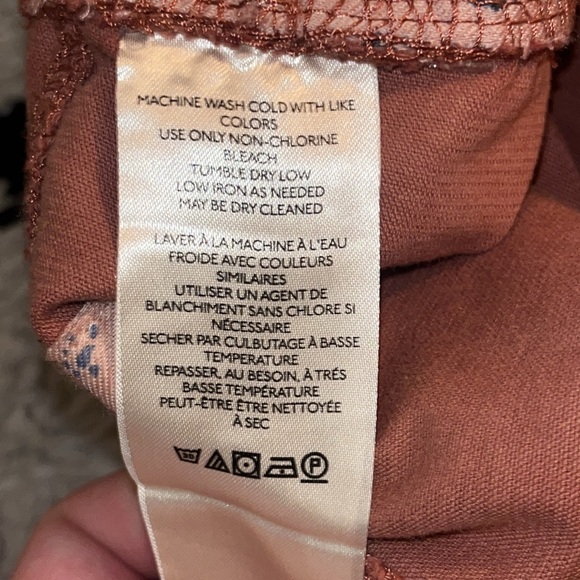 MACHINE WASH COLD WITH LIKE
COLORS
USE ONLY NON-CHLORINE
BLEACH
TUMBLE DRY LOW
LOW IRON AS NEEDED
MAY BE DRY CLEANED
LAVER À LA MACHINE À L'EAU
FROIDE AVEC COULEURS
SIMILAIRES
UTILISER UN AGENT DE
BLANCHIMENT SANS CHLORE SI
NÉCESSAIRE
SECHER PAR CULBUTAGE À BASSE
TEMPERATURE
REPASSER, AU BESOIN, À TRÉS
BASSE TEMPÉRATURE
PEUT-ÊTRE ÊTRE NETTOYÉE
À SEC
30 P